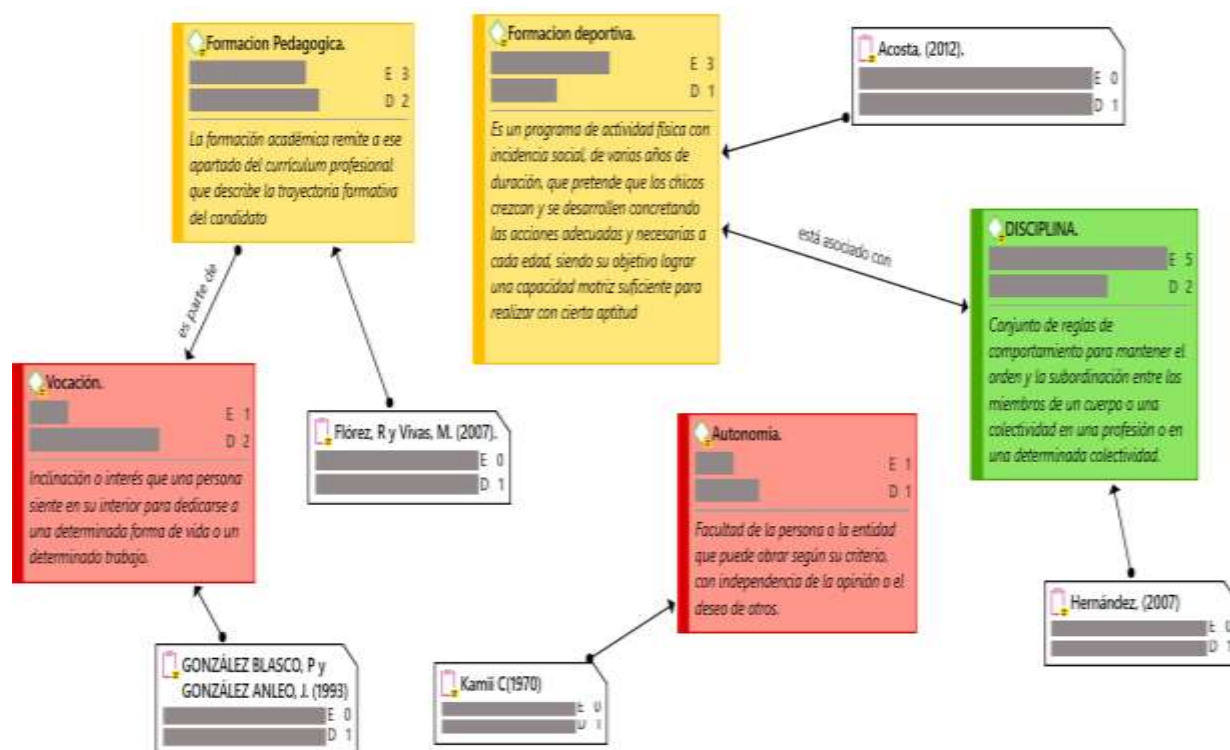 Formacion Pedagogica.
E 3
D 2
La formación académica remite a ese
apartado del currículum profesional
que describe la trayectoria formativa
del candidato
Formacion deportiva.
E 3
D 1
Es un programa de actividad física con
incidencia social, de varios años de
duración, que pretende que los chicos
crezcan y se desarrollen concretando
las acciones adecuadas y necesarias a
cada edad, siendo su objetivo lograr
una capacidad motriz suficiente para
realizar con cierta aptitud
Acosta, (2012).
E 0
D 1
está asociado con
DISCIPLINA.
E 5
D 2
Conjunto de reglas de
comportamiento para mantener el
orden y la subordinación entre los
miembros de un cuerpo o una
colectividad en una profesión o en
una determinada colectividad.
es parte de
Vocación.
E 1
D 2
Inclinación o interés que una persona
siente en su interior para dedicarse a
una determinada forma de vida o un
determinado trabajo.
Flórez, R y Vivas, M. (2007).
E 0
D 1
Autonomía.
E 1
D 1
Facultad de la persona o la entidad
que puede obrar según su criterio,
con independencia de la opinión o el
deseo de otros.
Hernández, (2007)
E 0
D 1
GONZÁLEZ BLASCO, P y
GONZÁLEZ ANLEO, J. (1993)
E 0
D 1
Kamii C(1970)
E 0
D 1